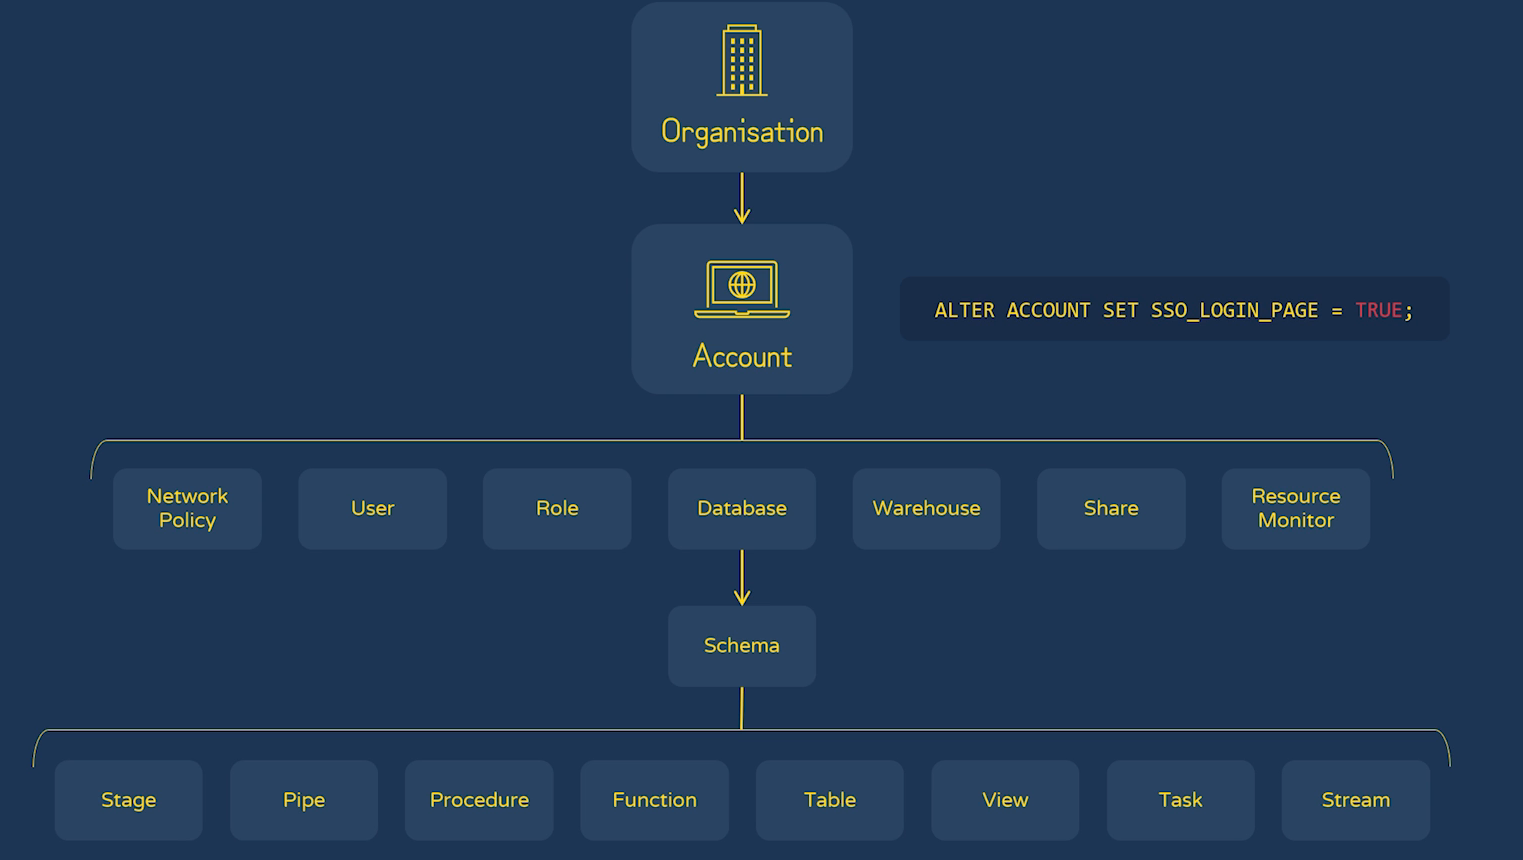 Organisation
Account
ALTER ACCOUNT SET SSO_LOGIN_PAGE = TRUE;
Network
Policy
User
Role
Database
Warehouse
Share
Resource
Monitor
Schema
Stage
Pipe
Procedure
Function
Table
View
Task
Stream